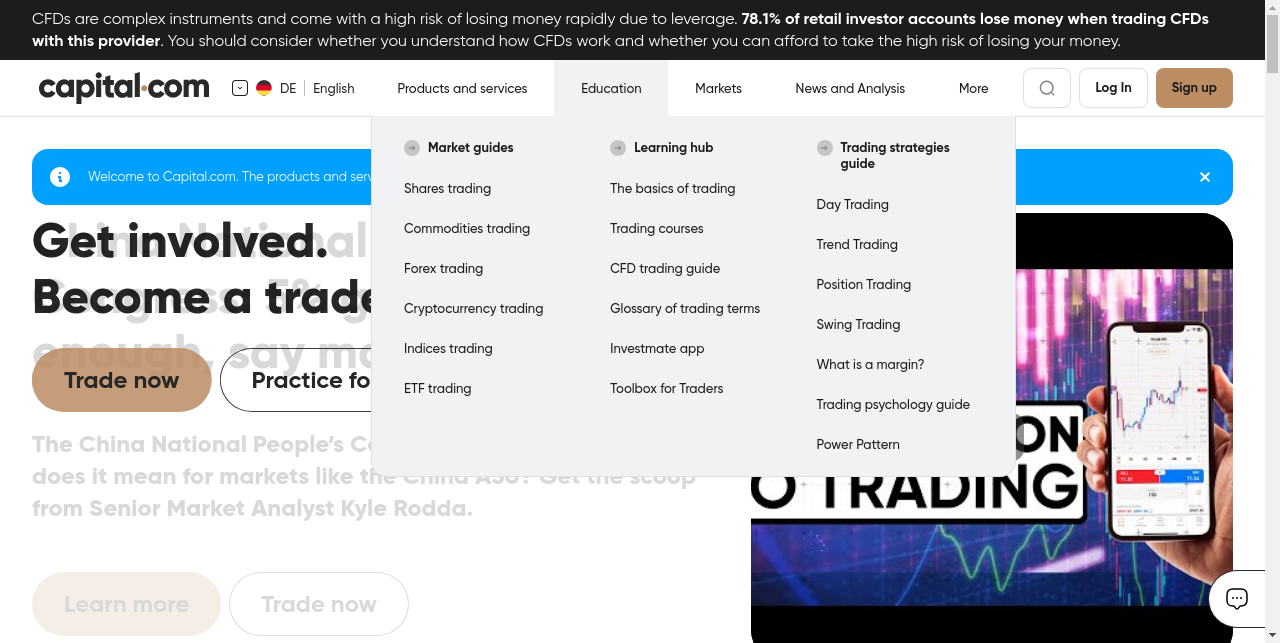 CFDs are complex instruments and come with a high risk of losing money rapidly due to leverage. 78.1% of retail investor accounts lose money when trading CFDs
with this provider. You should consider whether you understand how CFDs work and whether you can afford to take the high risk of losing your money.
capital.com DE English Products and services Education Markets News and Analysis More Log In Sign up
Market guides
Shares trading
Commodities trading
Forex trading
Cryptocurrency trading
Indices trading
ETF trading
Learning hub
The basics of trading
Trading courses
CFD trading guide
Glossary of trading terms
Investmate app
Toolbox for Traders
Trading strategies
guide
Day Trading
Trend Trading
Position Trading
Swing Trading
What is a margin?
Trading psychology guide
Power Pattern
Welcome to Capital.com. The products and serv
Get involved.
Become a trade
National
enough, say
Trade now Practice fo
The China National People's Co
does it mean for markets like the China A50? Get the scoop
from Senior Market Analyst Kyle Rodda.
Learn more Trade now
ON
O TRADING